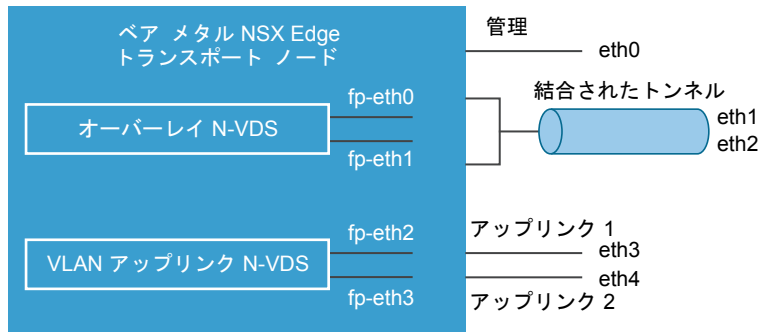 ベア メタル NSX Edge
トランスポート ノード
管理
eth0
fp-eth0
オーバーレイ N-VDS
fp-eth1
結合されたトンネル
eth1
eth2
fp-eth2
VLAN アップリンク N-VDS
fp-eth3
アップリンク 1
eth3
eth4
アップリンク 2